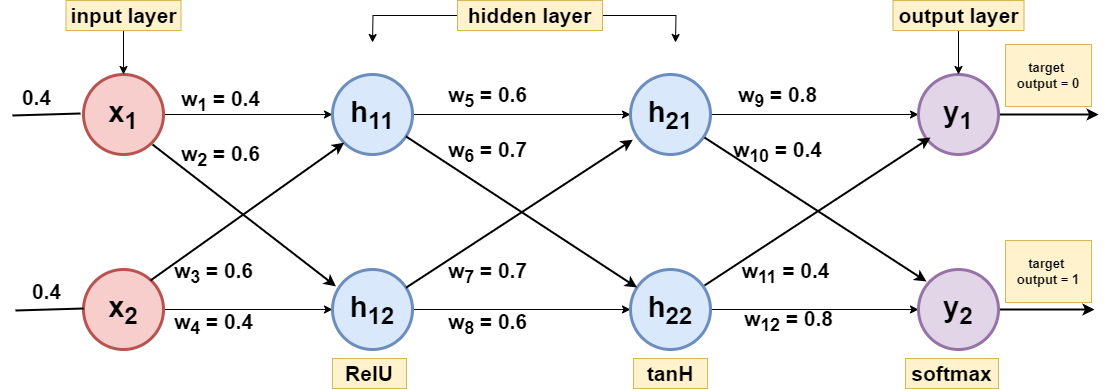 input layer
hidden layer
output layer
target
output = 0
0.4
x1
w1 = 0.4
h11
w5 = 0.6
h21
w9 = 0.8
y1
w2 = 0.6
w6 = 0.7
w10 = 0.4
target
output = 1
0.4
x2
w3 = 0.6
w4 = 0.4
h12
w7 = 0.7
w8 = 0.6
h22
w11 = 0.4
w12 = 0.8
y2
RelU
tanH
softmax